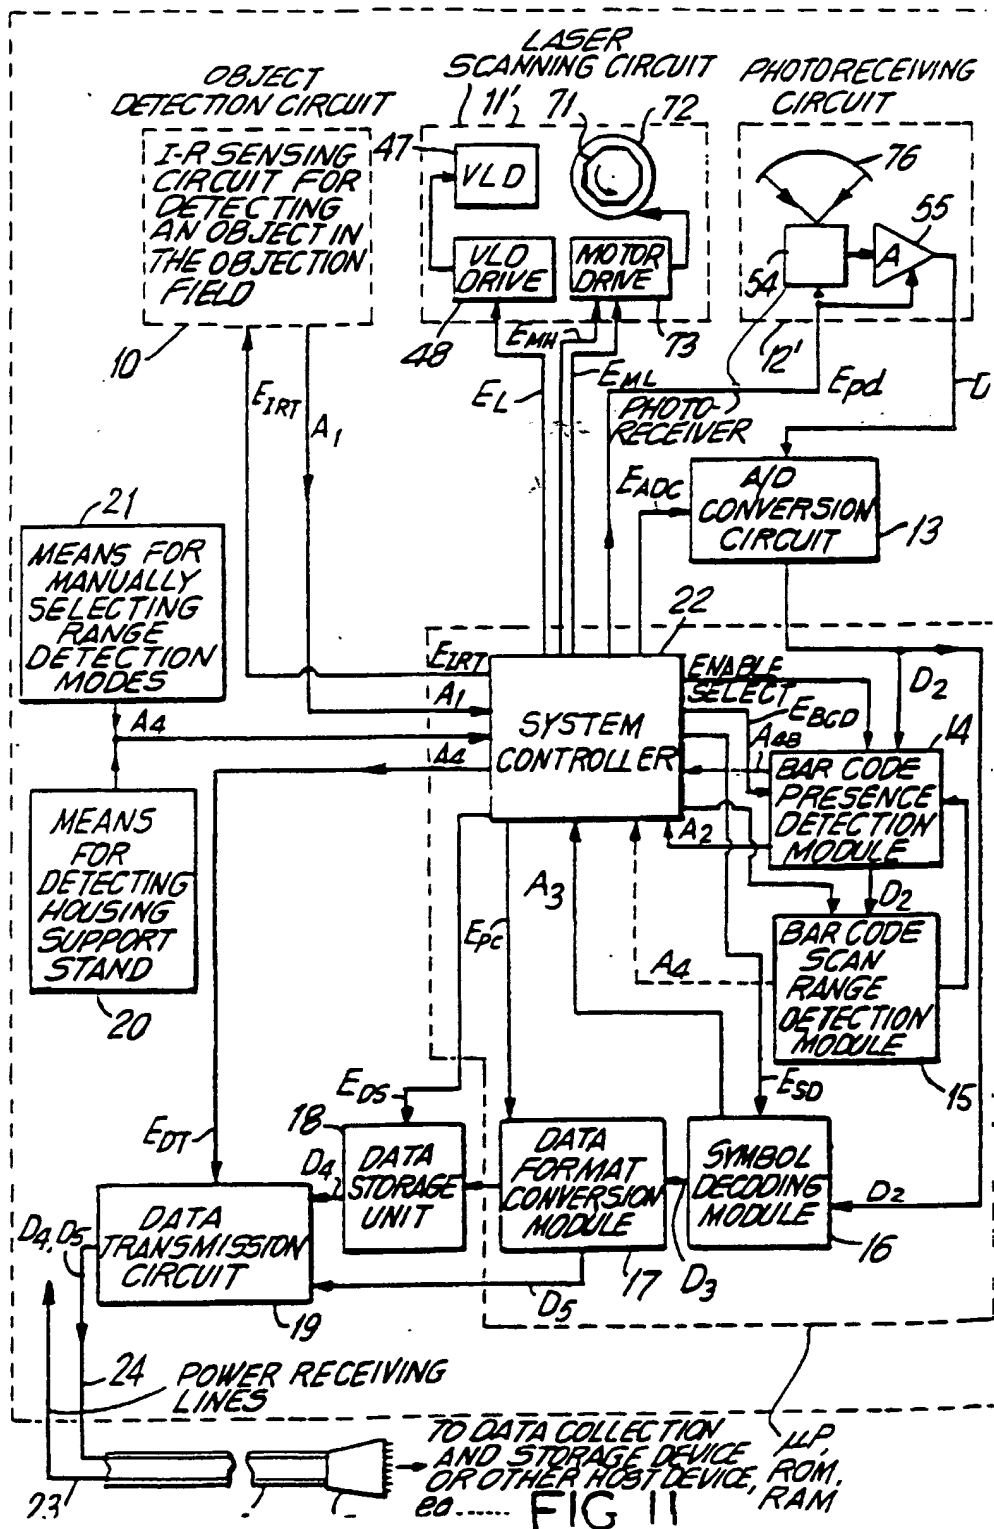 LASER
SCANNING CIRCUIT
OBJECT
DETECTION CIRCUIT
PHOTORECEIVING
CIRCUIT
11'
71
72
47
I-R SENSING
CIRCUIT FOR
DETECTING
AN OBJECT IN
THE OBJECTION
FIELD
VLD
76
55
A
54
VLD
DRIVE
MOTOR
DRIVE
10
48
EMH
73
12'
EIRT
A1
EL
EML
Epd
D
PHOTO-
RECEIVER
EADC
A/D
CONVERSION
CIRCUIT
13
21
MEANS FOR
MANUALLY
SELECTING
RANGE
DETECTION
MODES
22
EIRT
A1
A4
A4
SYSTEM
CONTROLLER
ENABLE
SELECT
EBCD
A4B
D2
14
BAR CODE
PRESENCE
DETECTION
MODULE
A2
D2
MEANS
FOR
DETECTING
HOUSING
SUPPORT
STAND
20
A3
EPC
A4
BAR CODE
SCAN
RANGE
DETECTION
MODULE
15
EDS
ESD
EDT
18
D4
DATA
STORAGE
UNIT
DATA
FORMAT
CONVERSION
MODULE
17
D3
SYMBOL
DECODING
MODULE
16
D2
D4, D5
DATA
TRANSMISSION
CIRCUIT
19
D5
24
POWER RECEIVING
LINES
23
TO DATA COLLECTION
AND STORAGE DEVICE
OR OTHER HOST DEVICE,
eg ......
μP,
ROM,
RAM
FIG 11